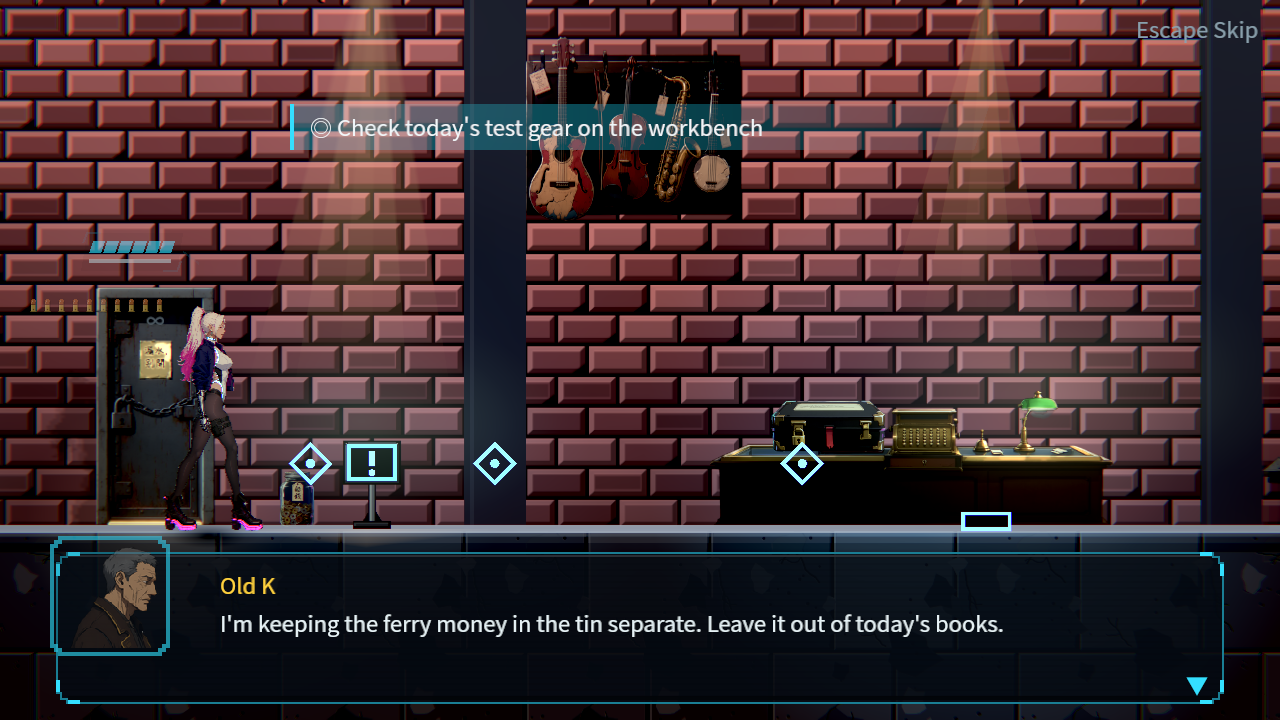 Escape Skip
◎ Check today's test gear on the workbench
∞
!
Old K
I'm keeping the ferry money in the tin separate. Leave it out of today's books.